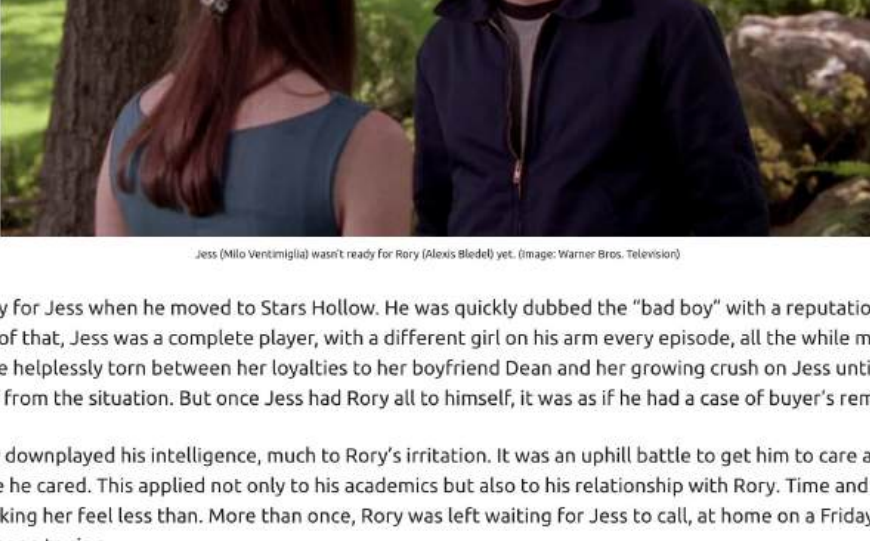 Jess (Milo Ventimiglia) wasn't ready for Rory (Alexis Bledel) yet. (Image: Warner Bros. Television)
y for Jess when he moved to Stars Hollow. He was quickly dubbed the “bad boy” with a reputatio
of that, Jess was a complete player, with a different girl on his arm every episode, all the while m
e helplessly torn between her loyalties to her boyfriend Dean and her growing crush on Jess unti
from the situation. But once Jess had Rory all to himself, it was as if he had a case of buyer’s rem
downplayed his intelligence, much to Rory’s irritation. It was an uphill battle to get him to care a
e he cared. This applied not only to his academics but also to his relationship with Rory. Time and
king her feel less than. More than once, Rory was left waiting for Jess to call, at home on a Friday